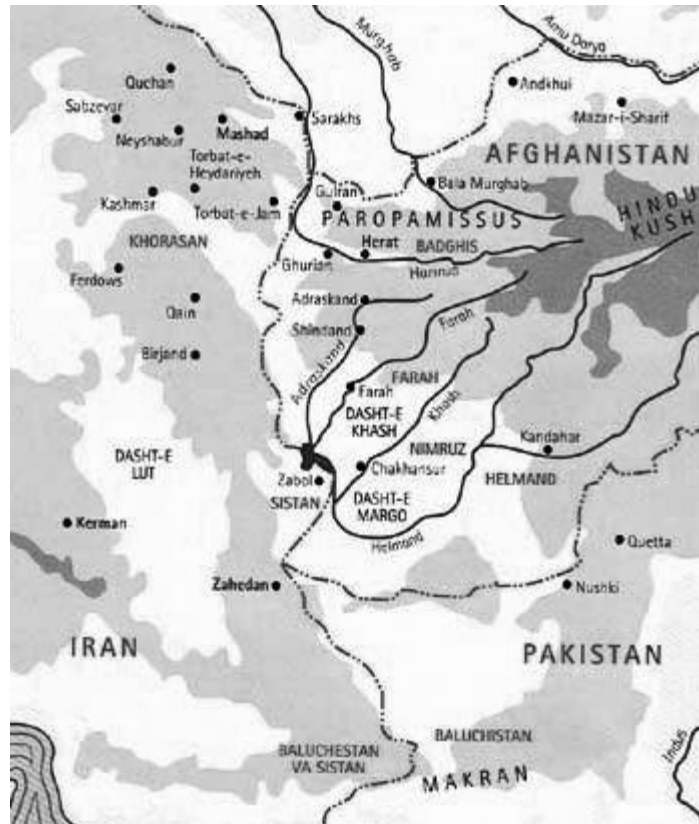 Murghab
Amu Darya
Quchan
Andkhui
Sabzevar
Mashad
Sarakhs
Mazar-i-Sharif
Neyshabur
Torbat-e-
Heydariyeh
AFGHANISTAN
Bala Murghab
Kashmar
Torbat-e-Jam
Gulran
PAROPAMISSUS
HINDU
KUSH
KHORASAN
Herat
BADGHIS
Ghurian
Harirud
Ferdows
Adraskand
Qain
Shindand
Farah
Birjand
Adraskand
Farah
FARAH
Khash
DASHT-E
KHASH
DASHT-E
LUT
NIMRUZ
Kandahar
Chakhansur
Zabol
HELMAND
SISTAN
DASHT-E
MARGO
Kerman
Helmand
Quetta
Zahedan
Nushki
IRAN
PAKISTAN
BALUCHISTAN
BALUCHESTAN
VA SISTAN
Indus
MAKRAN